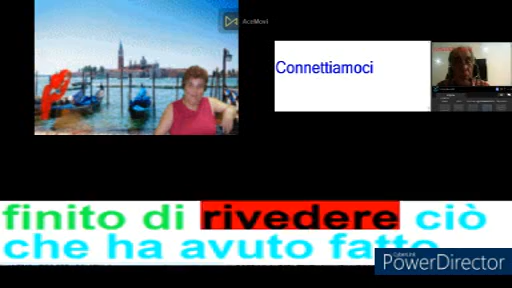 AceMovi
Connettiamoci
finito di rivedere ciò
che ha avuto fatto
CyberLink
PowerDirector